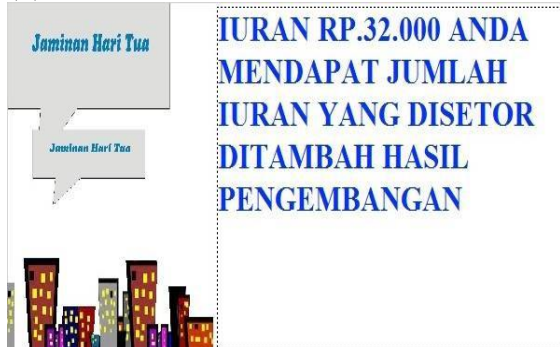 Jaminan Hari Tua
Jaminan Hari Tua
IURAN RP.32.000 ANDA
MENDAPAT JUMLAH
IURAN YANG DISETOR
DITAMBAH HASIL
PENGEMBANGAN